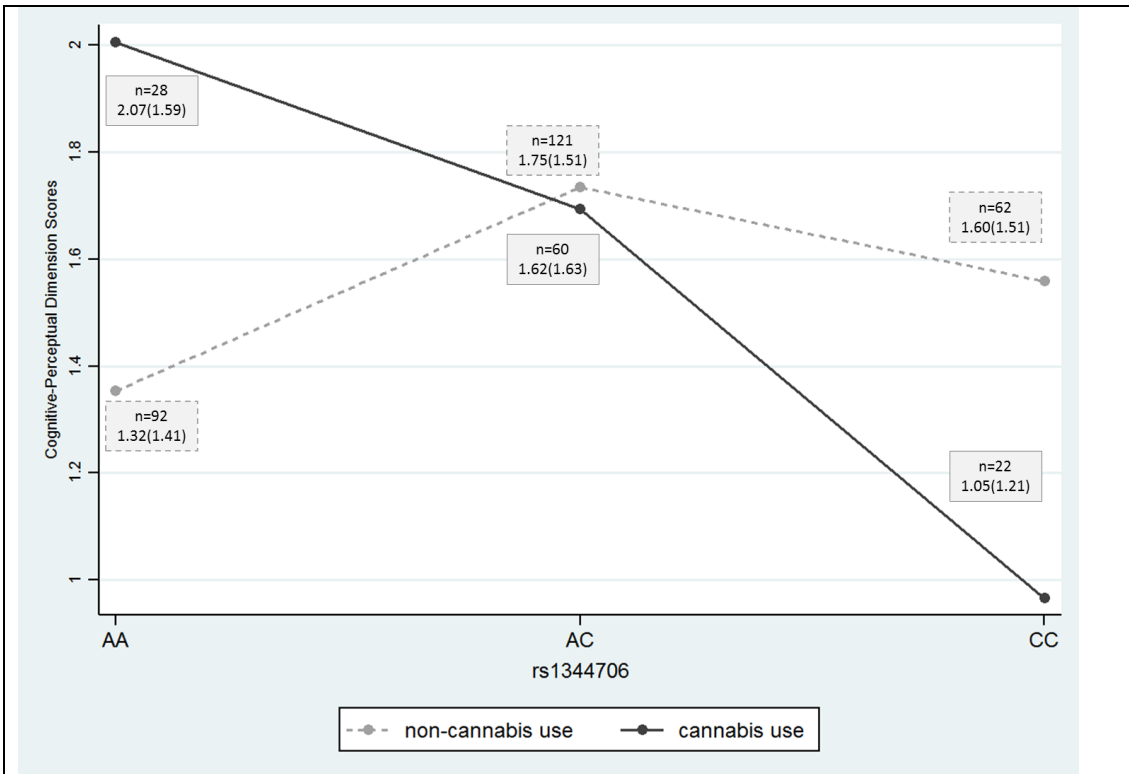 Cognitive-Perceptual Dimension Scores
2
1.8
1.6
1.4
1.2
1
n=28
2.07(1.59)
n=121
1.75(1.51)
n=62
1.60(1.51)
n=60
1.62(1.63)
n=92
1.32(1.41)
n=22
1.05(1.21)
AA
AC
CC
rs1344706
non-cannabis use
cannabis use